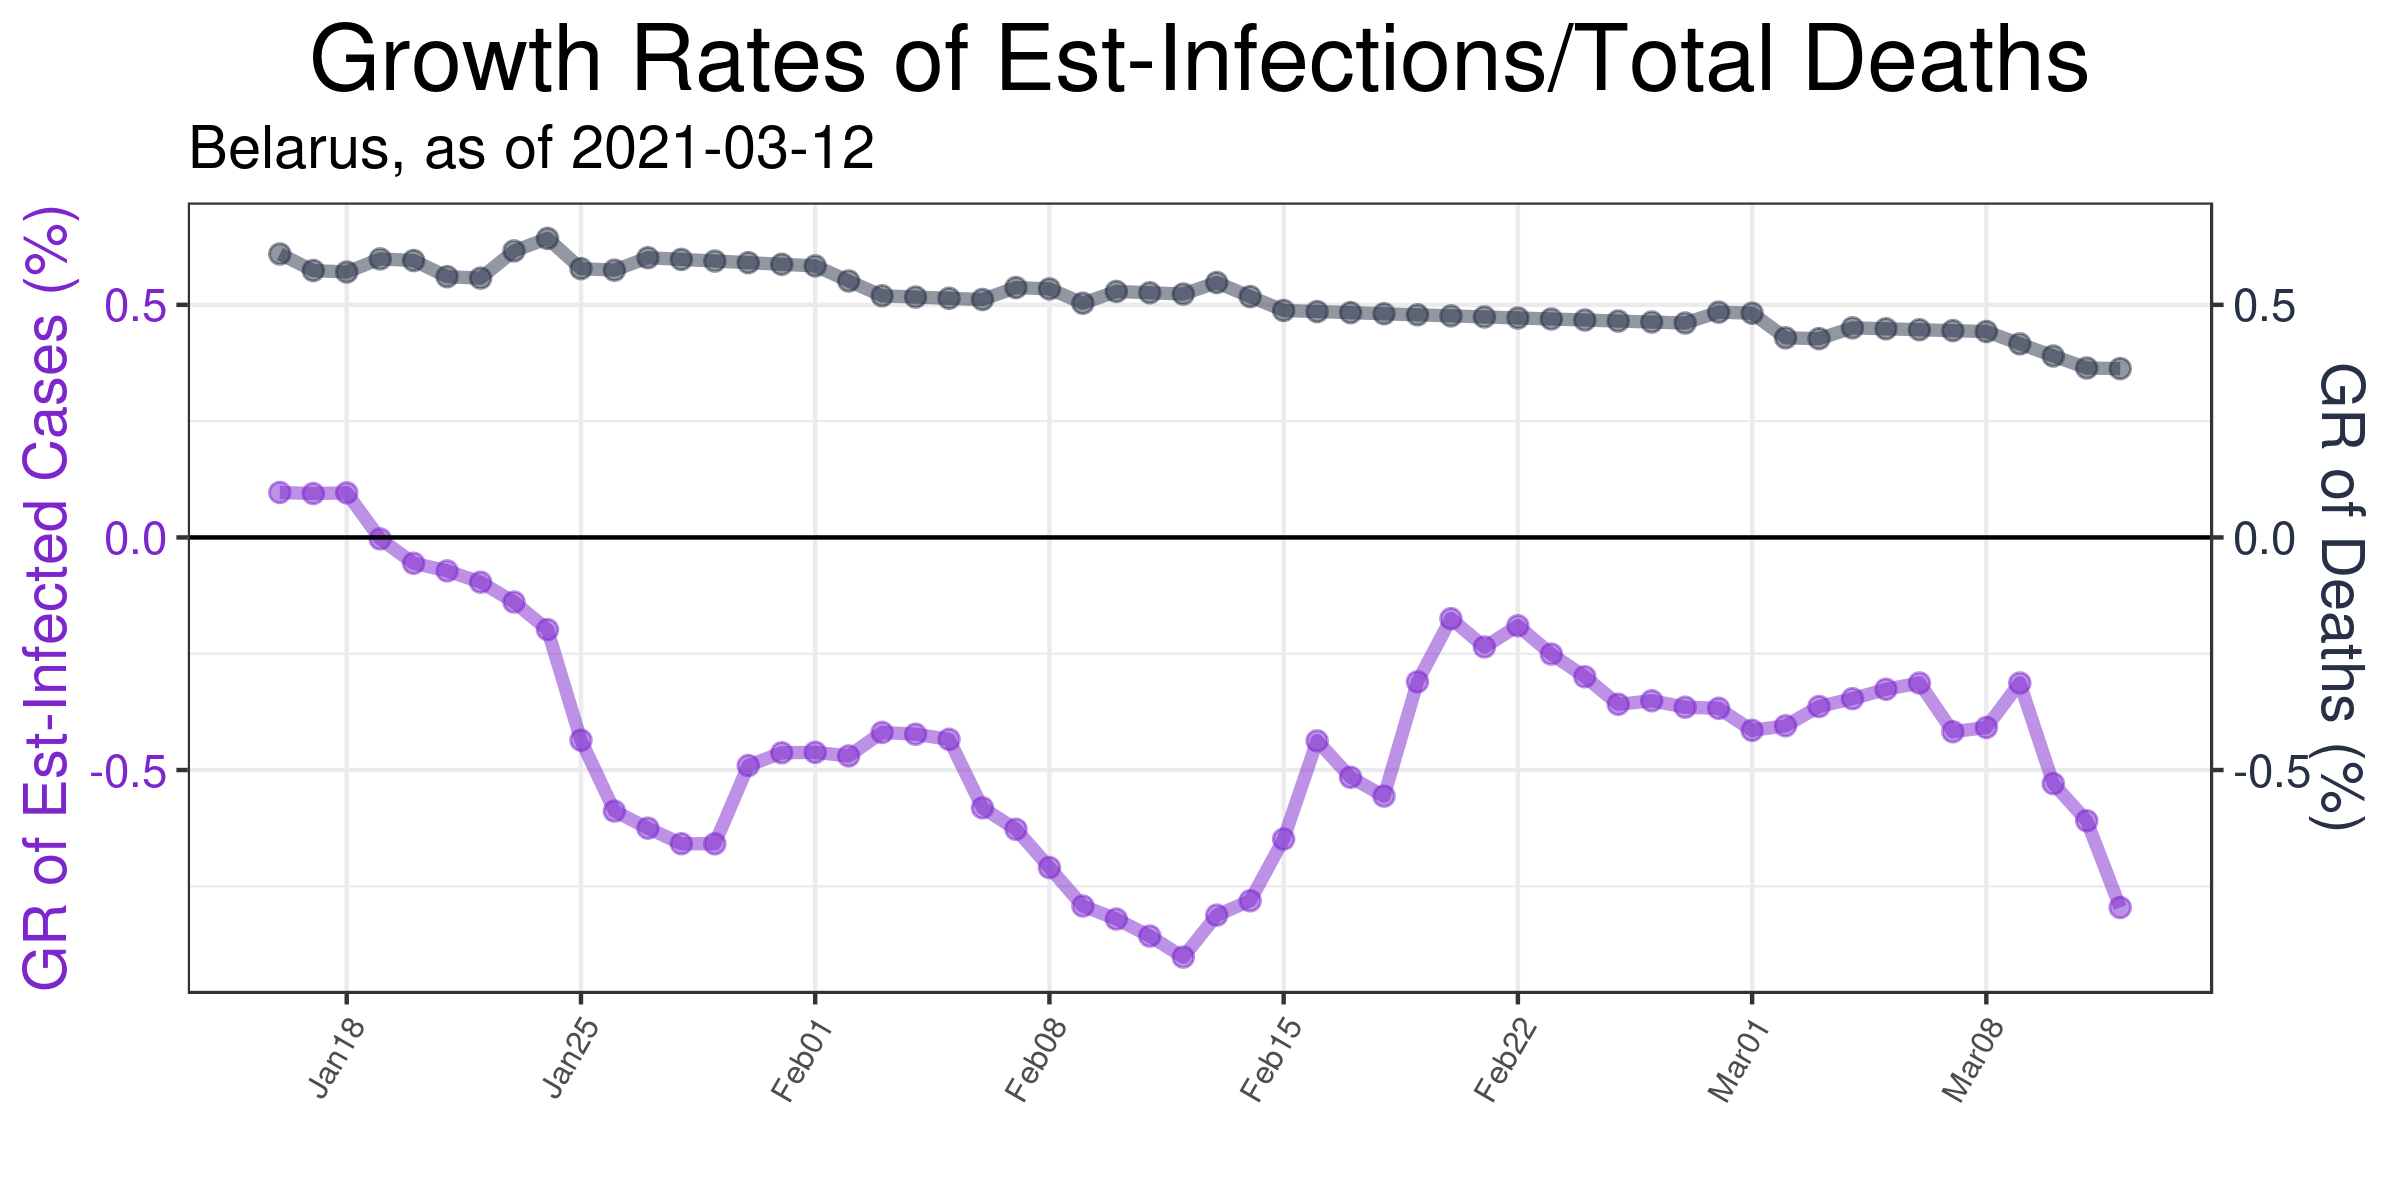 Growth Rates of Est-Infections/Total Deaths
Belarus, as of 2021-03-12
GR of Est-Infected Cases (%)
0.5
0.0
-0.5
0.5
0.0
-0.5
GR of Deaths (%)
Jan18
Jan25
Feb01
Feb08
Feb15
Feb22
Mar01
Mar08